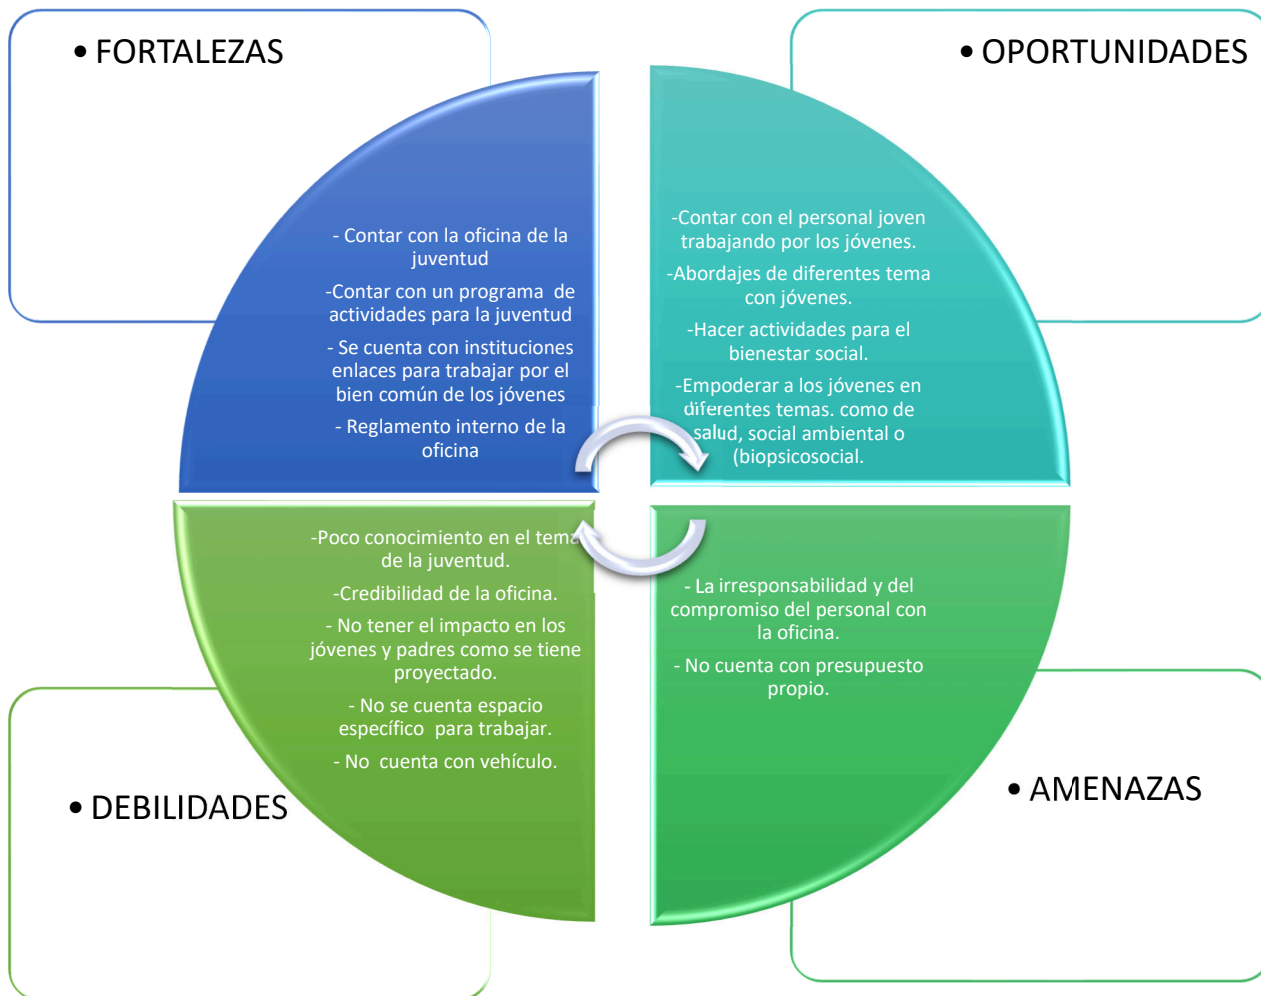 • FORTALEZAS
- Contar con la oficina de la
juventud
-Contar con un programa  de
actividades para la juventud
- Se cuenta con instituciones
enlaces para trabajar por el
bien común de los jóvenes
- Reglamento interno de la
oficina
• OPORTUNIDADES
-Contar con el personal joven
trabajando por los jóvenes.
-Abordajes de diferentes tema
con jóvenes.
-Hacer actividades para el
bienestar social.
-Empoderar a los jóvenes en
diferentes temas. como de
salud, social ambiental o
(biopsicosocial.
-Poco conocimiento en el tema
de la juventud.
-Credibilidad de la oficina.
- No tener el impacto en los
jóvenes y padres como se tiene
proyectado.
- No se cuenta espacio
específico  para trabajar.
- No  cuenta con vehículo.
• DEBILIDADES
- La irresponsabilidad y del
compromiso del personal con
la oficina.
- No cuenta con presupuesto
propio.
• AMENAZAS